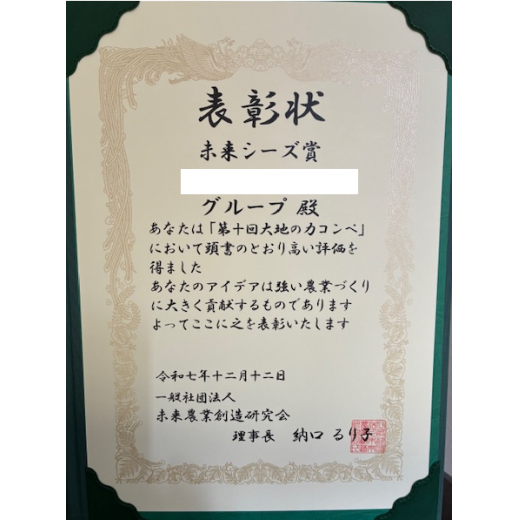 表彰状
未来シーズ賞
グループ 殿
あなたは「第十回大地の力コンペ」
において頭書のとおり高い評価を
得ました
あなたのアイデアは強い農業づくり
に大きく貢献するものであります
よってここに之を表彰いたします
令和七年十二月十二日
一般社団法人
未来農業創造研究会
理事長 納口 るり子